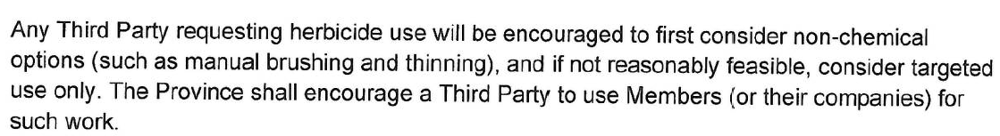 Any Third Party requesting herbicide use will be encouraged to first consider non-chemical
options (such as manual brushing and thinning), and if not reasonably feasible, consider targeted
use only. The Province shall encourage a Third Party to use Members (or their companies) for
such work.